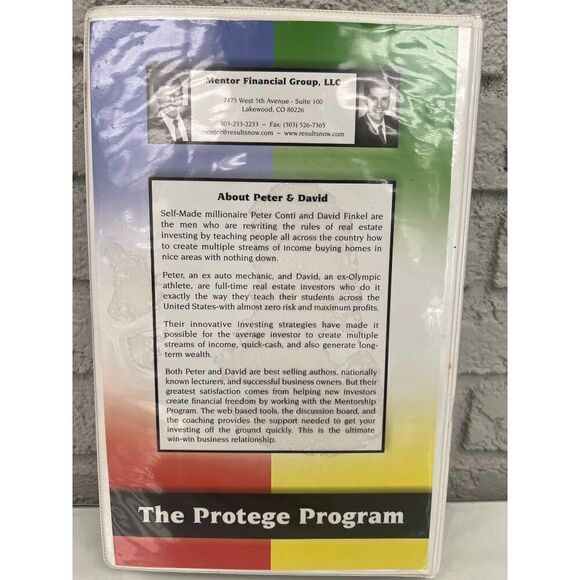 Mentor Financial Group, LLC
7475 West 5th Avenue - Suite 100
Lakewood, CO 80226
303-233-2233 – Fax: (303) 526-7365
mentor@resultsnow.com – www.resultsnow.com
About Peter & David
Self-Made millionaire Peter Conti and David Finkel are
the men who are rewriting the rules of real estate
investing by teaching people all across the country how
to create multiple streams of income buying homes in
nice areas with nothing down.
Peter, an ex auto mechanic, and David, an ex-Olympic
athlete, are full-time real estate investors who do it
exactly the way they teach their students across the
United States-with almost zero risk and maximum profits.
Their innovative investing strategies have made it
possible for the average investor to create multiple
streams of income, quick-cash, and also generate long-
term wealth.
Both Peter and David are best selling authors, nationally
known lecturers, and successful business owners. But their
greatest satisfaction comes from helping new investors
create financial freedom by working with the Mentorship
Program. The web based tools, the discussion board, and
the coaching provides the support needed to get your
investing off the ground quickly. This is the ultimate
win-win business relationship.
The Protege Program